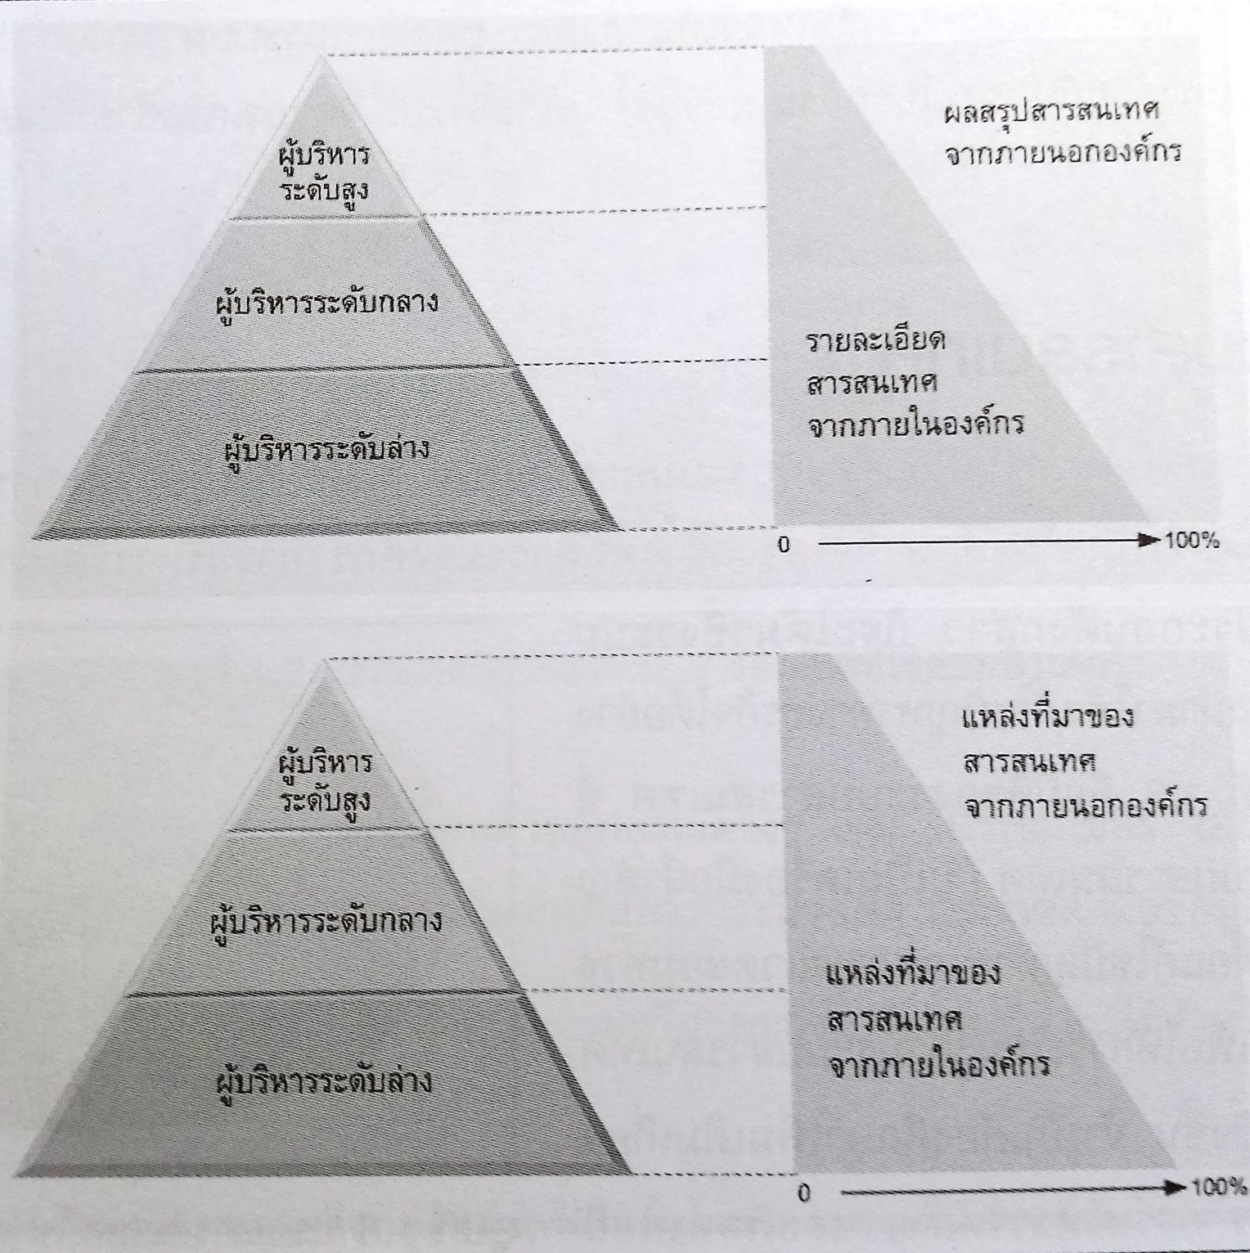 ผลสรุปสารสนเทศ
จากภายนอกองค์กร
ผู้บริหาร
ระดับสูง
ผู้บริหารระดับกลาง
รายละเอียด
สารสนเทศ
จากภายในองค์กร
ผู้บริหารระดับล่าง
0
100%
แหล่งที่มาของ
สารสนเทศ
จากภายนอกองค์กร
ผู้บริหาร
ระดับสูง
ผู้บริหารระดับกลาง
แหล่งที่มาของ
สารสนเทศ
จากภายในองค์กร
ผู้บริหารระดับล่าง
0
100%